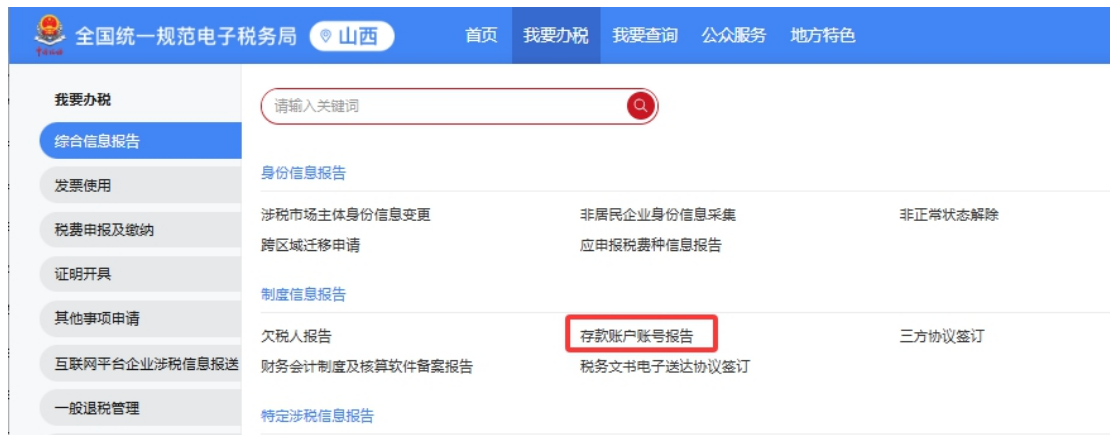 全国统一规范电子税务局 山西 首页 我要办税 我要查询 公众服务 地方特色
中国税务
我要办税
综合信息报告
发票使用
税费申报及缴纳
证明开具
其他事项申请
互联网平台企业涉税信息报送
一般退税管理
请输入关键词
身份信息报告
涉税市场主体身份信息变更 非居民企业身份信息采集 非正常状态解除
跨区域迁移申请 应申报税费种信息报告
制度信息报告
欠税人报告 存款账户账号报告 三方协议签订
财务会计制度及核算软件备案报告 税务文书电子送达协议签订
特定涉税信息报告